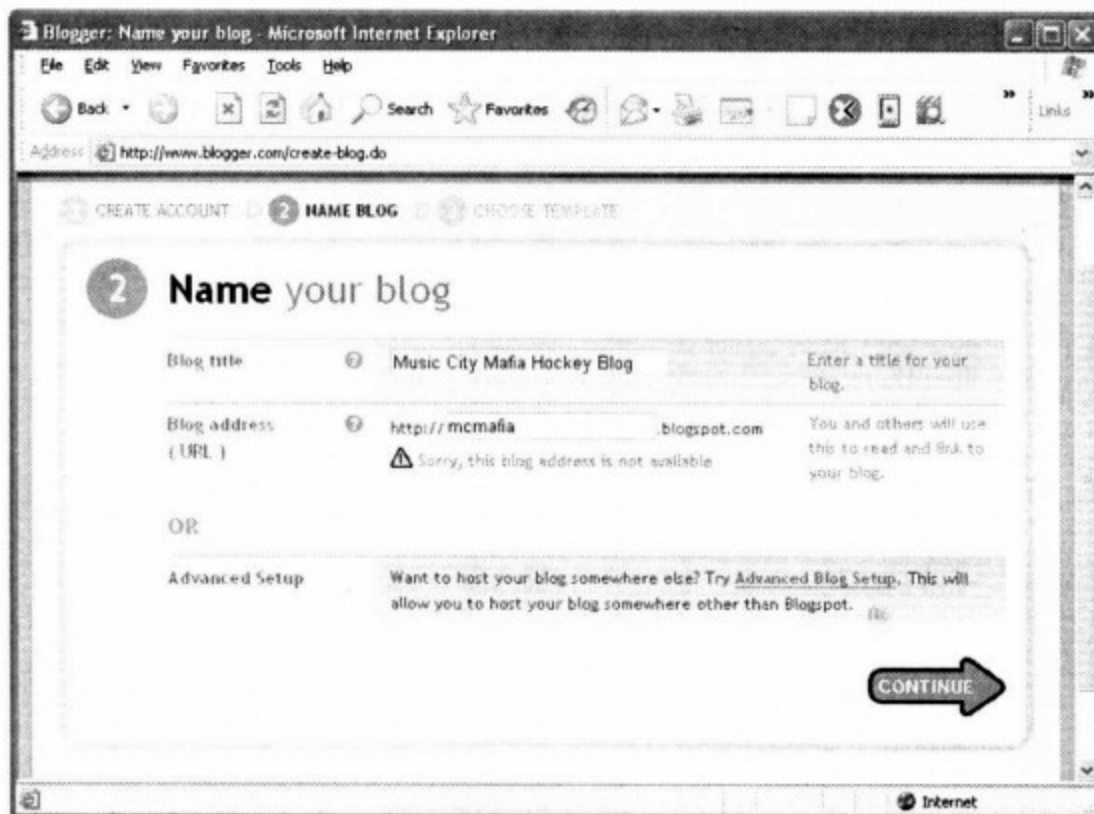 Blogger: Name your blog - Microsoft Internet Explorer
File Edit View Favorites Tools Help
Back Search Favorites Links
Address http://www.blogger.com/create-blog.do
1 CREATE ACCOUNT 2 NAME BLOG CHOOSE TEMPLATE
2 Name your blog
Blog title ? Music City Mafia Hockey Blog Enter a title for your
blog.
Blog address ? http:// mcmafia .blogspot.com You and others will use
( URL ) Sorry, this blog address is not available this to read and link to
your blog.
OR
Advanced Setup Want to host your blog somewhere else? Try Advanced Blog Setup. This will
allow you to host your blog somewhere other than Blogspot.
CONTINUE
Internet